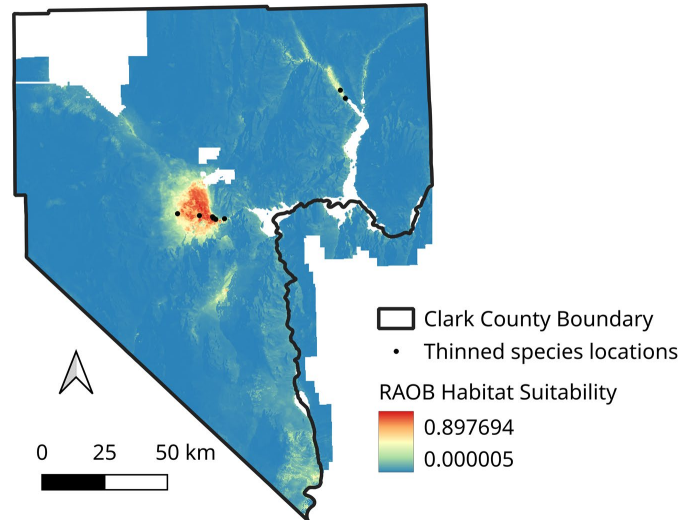 Clark County Boundary
Thinned species locations
RAOB Habitat Suitability
0.897694
0.000005
0 25 50 km